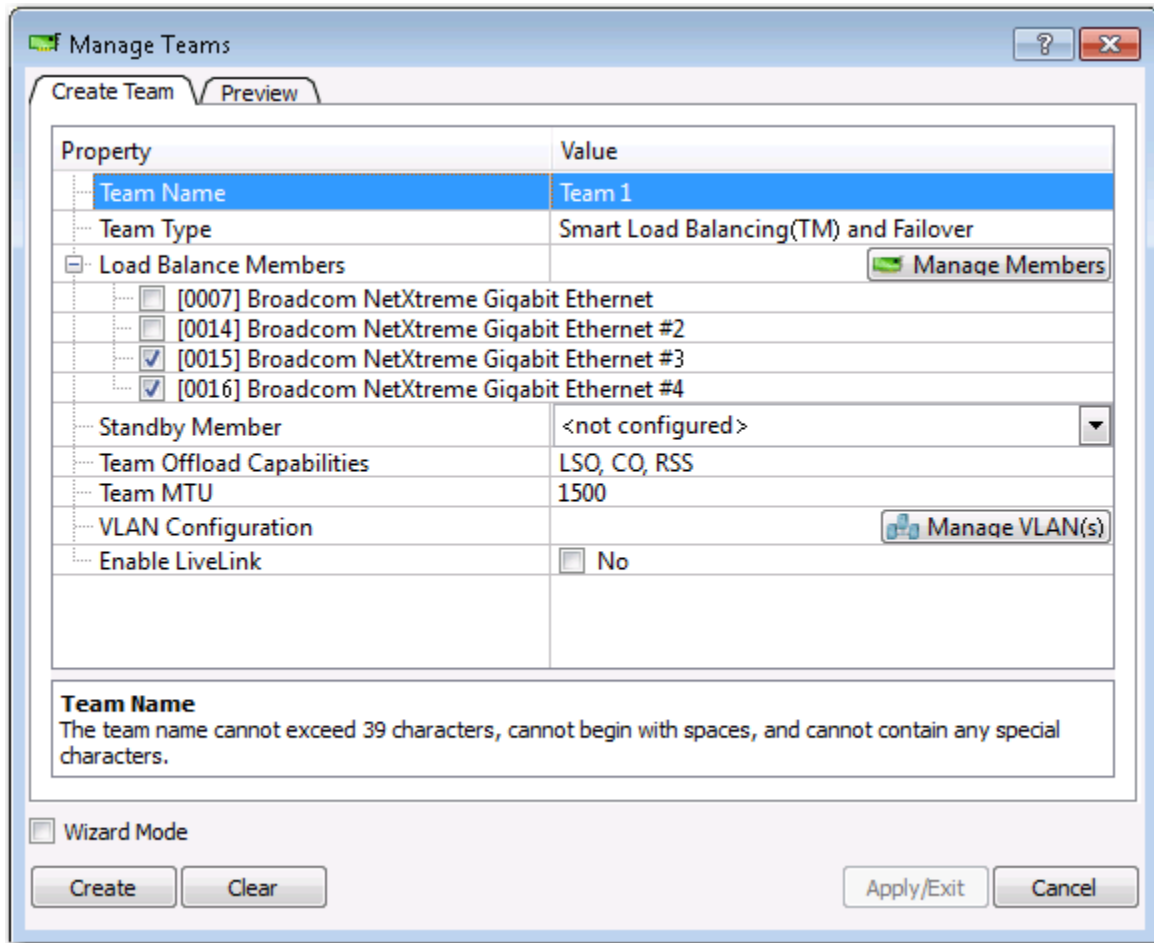 Manage Teams
Create Team
Preview
Property Value
Team Name Team 1
Team Type Smart Load Balancing(TM) and Failover
Load Balance Members Manage Members
[0007] Broadcom NetXtreme Gigabit Ethernet
[0014] Broadcom NetXtreme Gigabit Ethernet #2
[0015] Broadcom NetXtreme Gigabit Ethernet #3
[0016] Broadcom NetXtreme Gigabit Ethernet #4
Standby Member <not configured>
Team Offload Capabilities LSO, CO, RSS
Team MTU 1500
VLAN Configuration Manage VLAN(s)
Enable LiveLink No
Team Name
The team name cannot exceed 39 characters, cannot begin with spaces, and cannot contain any special
characters.
Wizard Mode
Create Clear Apply/Exit Cancel